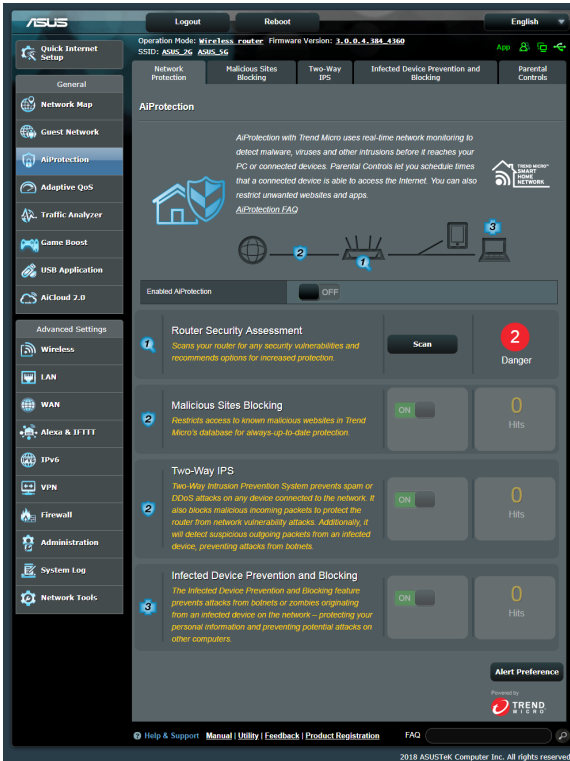 ASUS
Logout
Reboot
English
Quick Internet
Setup
Operation Mode: Wireless router Firmware Version: 3.0.0.4.384_4360
SSID: ASUS_2G ASUS_5G
App
General
Network Map
Guest Network
AiProtection
Adaptive QoS
Traffic Analyzer
Game Boost
USB Application
AiCloud 2.0
Advanced Settings
Wireless
LAN
WAN
Alexa & IFTTT
IPv6
VPN
Firewall
Administration
System Log
Network Tools
Network
Protection
Malicious Sites
Blocking
Two-Way
IPS
Infected Device Prevention and
Blocking
Parental
Controls
AiProtection
AiProtection with Trend Micro uses real-time network monitoring to
detect malware, viruses and other intrusions before it reaches your
PC or connected devices. Parental Controls let you schedule times
that a connected device is able to access the Internet. You can also
restrict unwanted websites and apps.
AiProtection FAQ
TREND MICRO™
SMART
HOME
NETWORK
2
1
3
Enabled AiProtection
OFF
1
Router Security Assessment
Scans your router for any security vulnerabilities and
recommends options for increased protection.
Scan
2
Danger
2
Malicious Sites Blocking
Restricts access to known malicious websites in Trend
Micro's database for always-up-to-date protection.
ON
0
Hits
2
Two-Way IPS
Two-Way Intrusion Prevention System prevents spam or
DDoS attacks on any device connected to the network. It
also blocks malicious incoming packets to protect the
router from network vulnerability attacks. Additionally, it
will detect suspicious outgoing packets from an infected
device, preventing attacks from botnets.
ON
0
Hits
3
Infected Device Prevention and Blocking
The Infected Device Prevention and Blocking feature
prevents attacks from botnets or zombies originating
from an infected device on the network – protecting your
personal information and preventing potential attacks on
other computers.
ON
0
Hits
Alert Preference
Powered by
TREND
MICRO
Help & Support Manual | Utility | Feedback | Product Registration FAQ
2018 ASUSTeK Computer Inc. All rights reserved